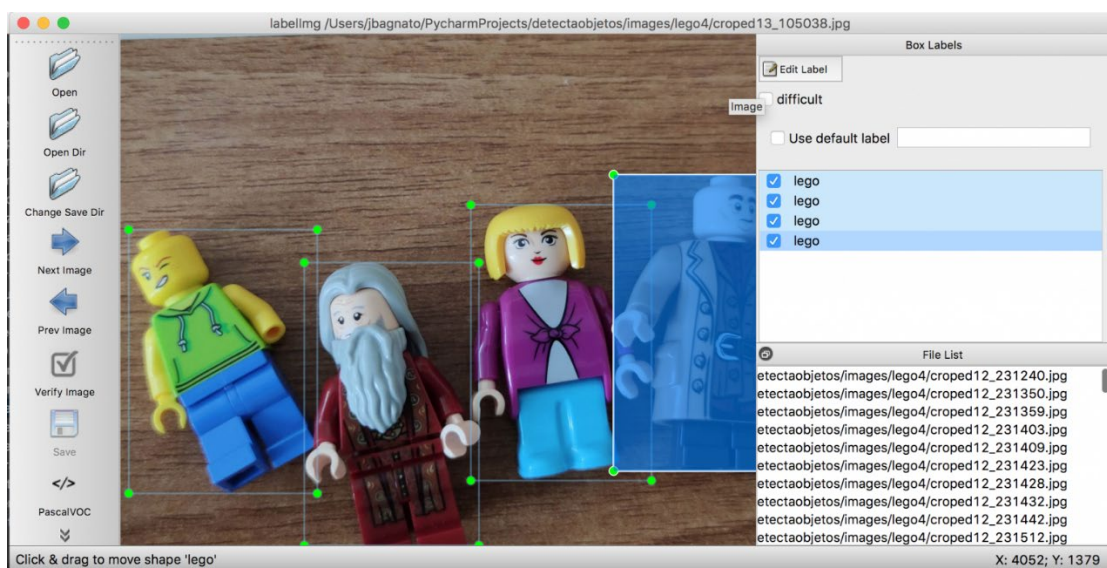 labelImg /Users/jbagnato/PycharmProjects/detectaobjetos/images/lego4/croped13_105038.jpg
Open
Open Dir
Change Save Dir
Next Image
Prev Image
Verify Image
Save
</>
PascalVOC
Box Labels
Edit Label
difficult
Image
Use default label
lego
lego
lego
lego
File List
etectaobjetos/images/lego4/croped12_231240.jpg
etectaobjetos/images/lego4/croped12_231350.jpg
etectaobjetos/images/lego4/croped12_231359.jpg
etectaobjetos/images/lego4/croped12_231403.jpg
etectaobjetos/images/lego4/croped12_231409.jpg
etectaobjetos/images/lego4/croped12_231423.jpg
etectaobjetos/images/lego4/croped12_231428.jpg
etectaobjetos/images/lego4/croped12_231432.jpg
etectaobjetos/images/lego4/croped12_231442.jpg
etectaobjetos/images/lego4/croped12_231512.jpg
Click & drag to move shape 'lego'
X: 4052; Y: 1379